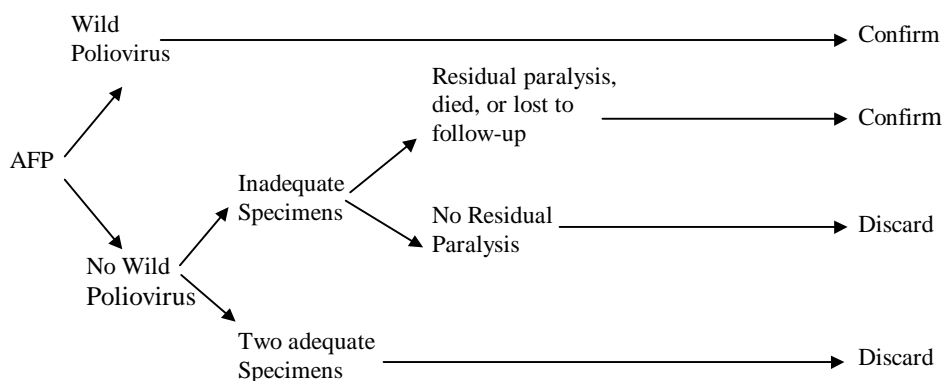 Wild
Poliovirus
Confirm
Residual paralysis,
died, or lost to
follow-up
Confirm
AFP
Inadequate
Specimens
No Residual
Paralysis
Discard
No Wild
Poliovirus
Two adequate
Specimens
Discard